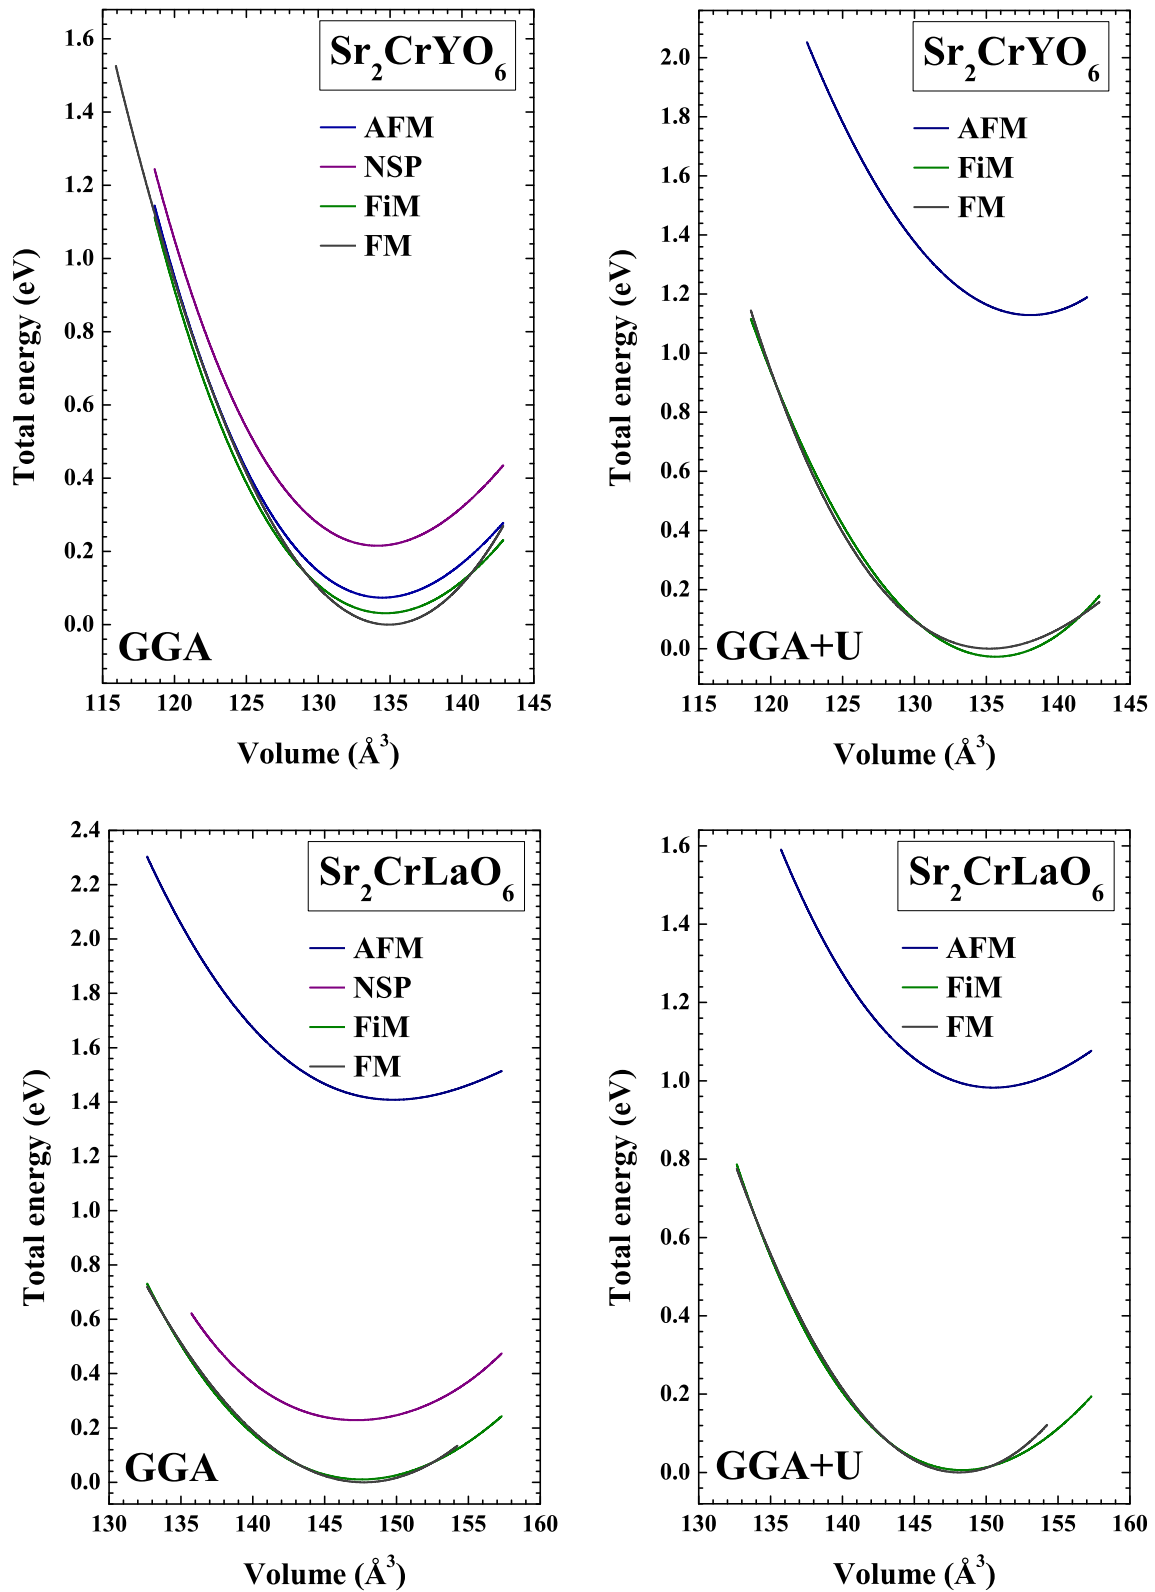 Sr2CrYO6
AFM
NSP
FiM
FM
GGA
Total energy (eV)
1.6
1.4
1.2
1.0
0.8
0.6
0.4
0.2
0.0
115 120 125 130 135 140 145
Volume (Å3)
Sr2CrYO6
AFM
FiM
FM
GGA+U
Total energy (eV)
2.0
1.8
1.6
1.4
1.2
1.0
0.8
0.6
0.4
0.2
0.0
115 120 125 130 135 140 145
Volume (Å3)
Sr2CrLaO6
AFM
NSP
FiM
FM
GGA
Total energy (eV)
2.4
2.2
2.0
1.8
1.6
1.4
1.2
1.0
0.8
0.6
0.4
0.2
0.0
130 135 140 145 150 155 160
Volume (Å3)
Sr2CrLaO6
AFM
FiM
FM
GGA+U
Total energy (eV)
1.6
1.4
1.2
1.0
0.8
0.6
0.4
0.2
0.0
130 135 140 145 150 155 160
Volume (Å3)